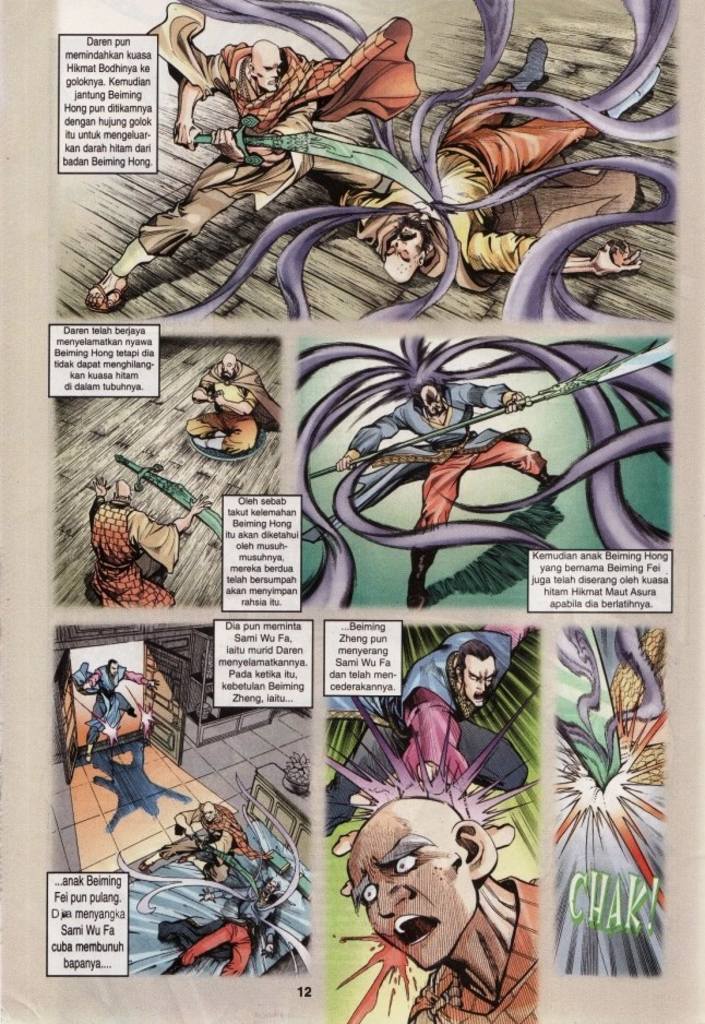 Daren pun
memindahkan kuasa
Hikmat Bodhinya ke
goloknya. Kemudian
jantung Beiming
Hong pun ditikamnya
dengan hujung golok
itu untuk mengeluar-
kan darah hitam dari
badan Beiming Hong.
Daren telah berjaya
menyelamatkan nyawa
Beiming Hong tetapi dia
tidak dapat menghilang-
kan kuasa hitam
di dalam tubuhnya.
Oleh sebab
takut kelemahan
Beiming Hong
itu akan diketahui
oleh musuh-
musuhnya,
mereka berdua
telah bersumpah
akan menyimpan
rahsia itu.
Kemudian anak Beiming Hong
yang bernama Beiming Fei
juga telah diserang oleh kuasa
hitam Hikmat Maut Asura
apabila dia berlatihnya.
Dia pun meminta
Sami Wu Fa,
iaitu murid Daren
menyelamatkannya.
Pada ketika itu,
kebetulan Beiming
Zheng, iaitu...
...anak Beiming
Fei pun pulang.
Dia menyangka
Sami Wu Fa
cuba membunuh
bapanya....
...Beiming
Zheng pun
menyerang
Sami Wu Fa
dan telah men-
cederakannya.
CHAK!
12